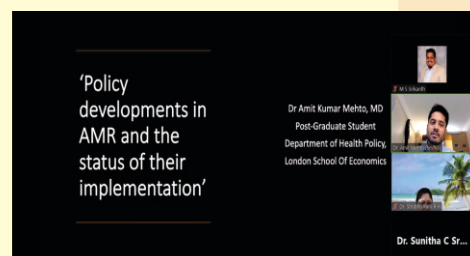 'Policy
developments in
AMR and the
status of their
implementation'
Dr Amit Kumar Mehto, MD
Post-Graduate Student
Department of Health Policy,
London School Of Economics
M S Srikanth
Dr. Sunitha C Sr...